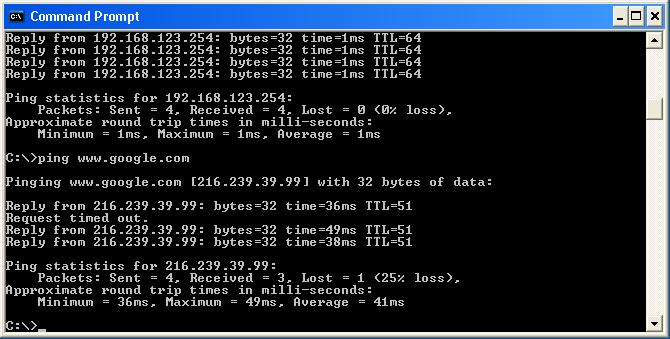 Command Prompt
Reply from 192.168.123.254: bytes=32 time=1ms TTL=64
Reply from 192.168.123.254: bytes=32 time=1ms TTL=64
Reply from 192.168.123.254: bytes=32 time=1ms TTL=64
Reply from 192.168.123.254: bytes=32 time=1ms TTL=64
Ping statistics for 192.168.123.254:
Packets: Sent = 4, Received = 4, Lost = 0 (0% loss),
Approximate round trip times in milli-seconds:
Minimum = 1ms, Maximum = 1ms, Average = 1ms
C:\>ping www.google.com
Pinging www.google.com [216.239.39.99] with 32 bytes of data:
Reply from 216.239.39.99: bytes=32 time=36ms TTL=51
Request timed out.
Reply from 216.239.39.99: bytes=32 time=49ms TTL=51
Reply from 216.239.39.99: bytes=32 time=38ms TTL=51
Ping statistics for 216.239.39.99:
Packets: Sent = 4, Received = 3, Lost = 1 (25% loss),
Approximate round trip times in milli-seconds:
Minimum = 36ms, Maximum = 49ms, Average = 41ms
C:\>_